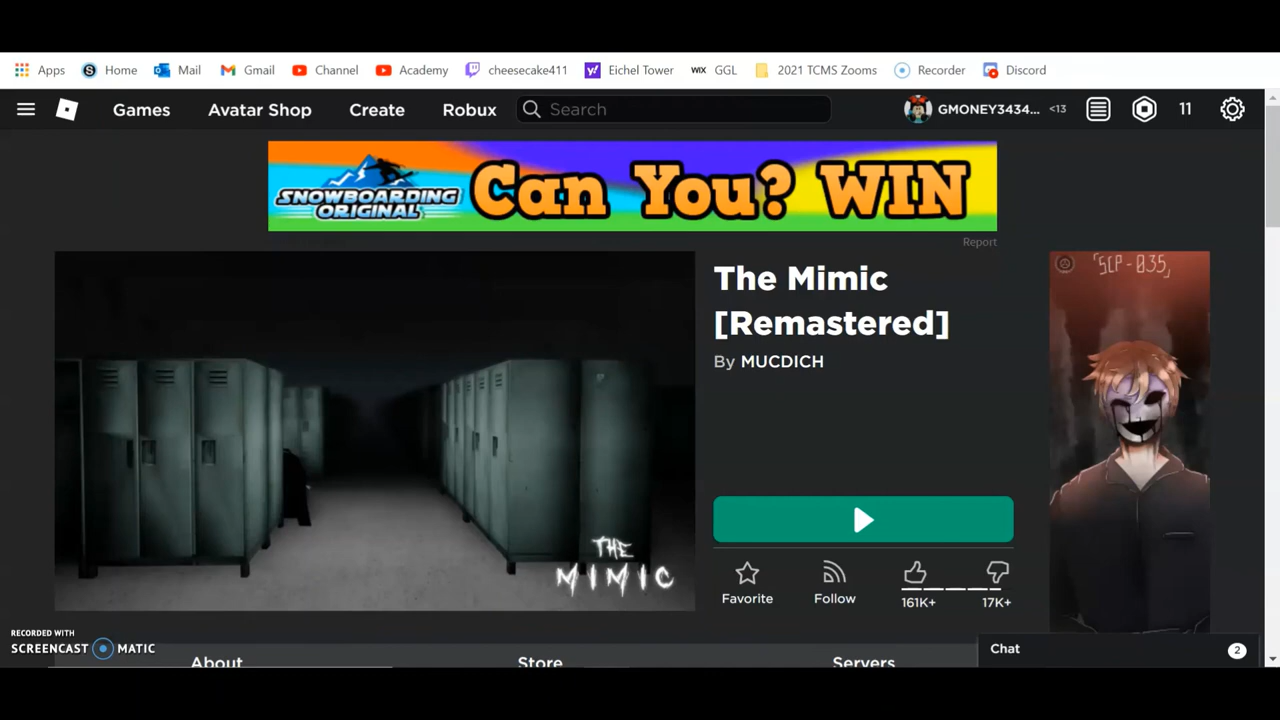 Apps Home Mail Gmail Channel Academy cheesecake411 Eichel Tower WIX GGL 2021 TCMS Zooms Recorder Discord
Games Avatar Shop Create Robux Search GMONEY3434... <13 11
SNOWBOARDING
ORIGINAL
Can You? WIN
Report
The Mimic
[Remastered]
By MUCDICH
「SCP-035」
THE
MIMIC
Favorite Follow 161K+ 17K+
RECORDED WITH
SCREENCAST MATIC
About Store Servers
Chat 2